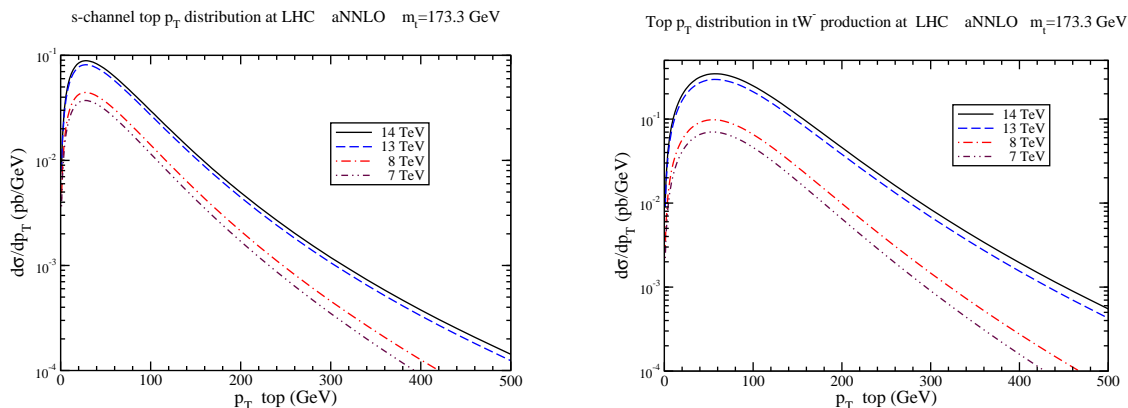 s-channel top p_T distribution at LHC aNNLO m_t=173.3 GeV
10^-1
10^-2
10^-3
10^-4
dσ/dp_T (pb/GeV)
14 TeV
13 TeV
8 TeV
7 TeV
0 100 200 300 400 500
p_T top (GeV)
Top p_T distribution in tW^- production at LHC aNNLO m_t=173.3 GeV
10^-1
10^-2
10^-3
10^-4
dσ/dp_T (pb/GeV)
14 TeV
13 TeV
8 TeV
7 TeV
0 100 200 300 400 500
p_T top (GeV)